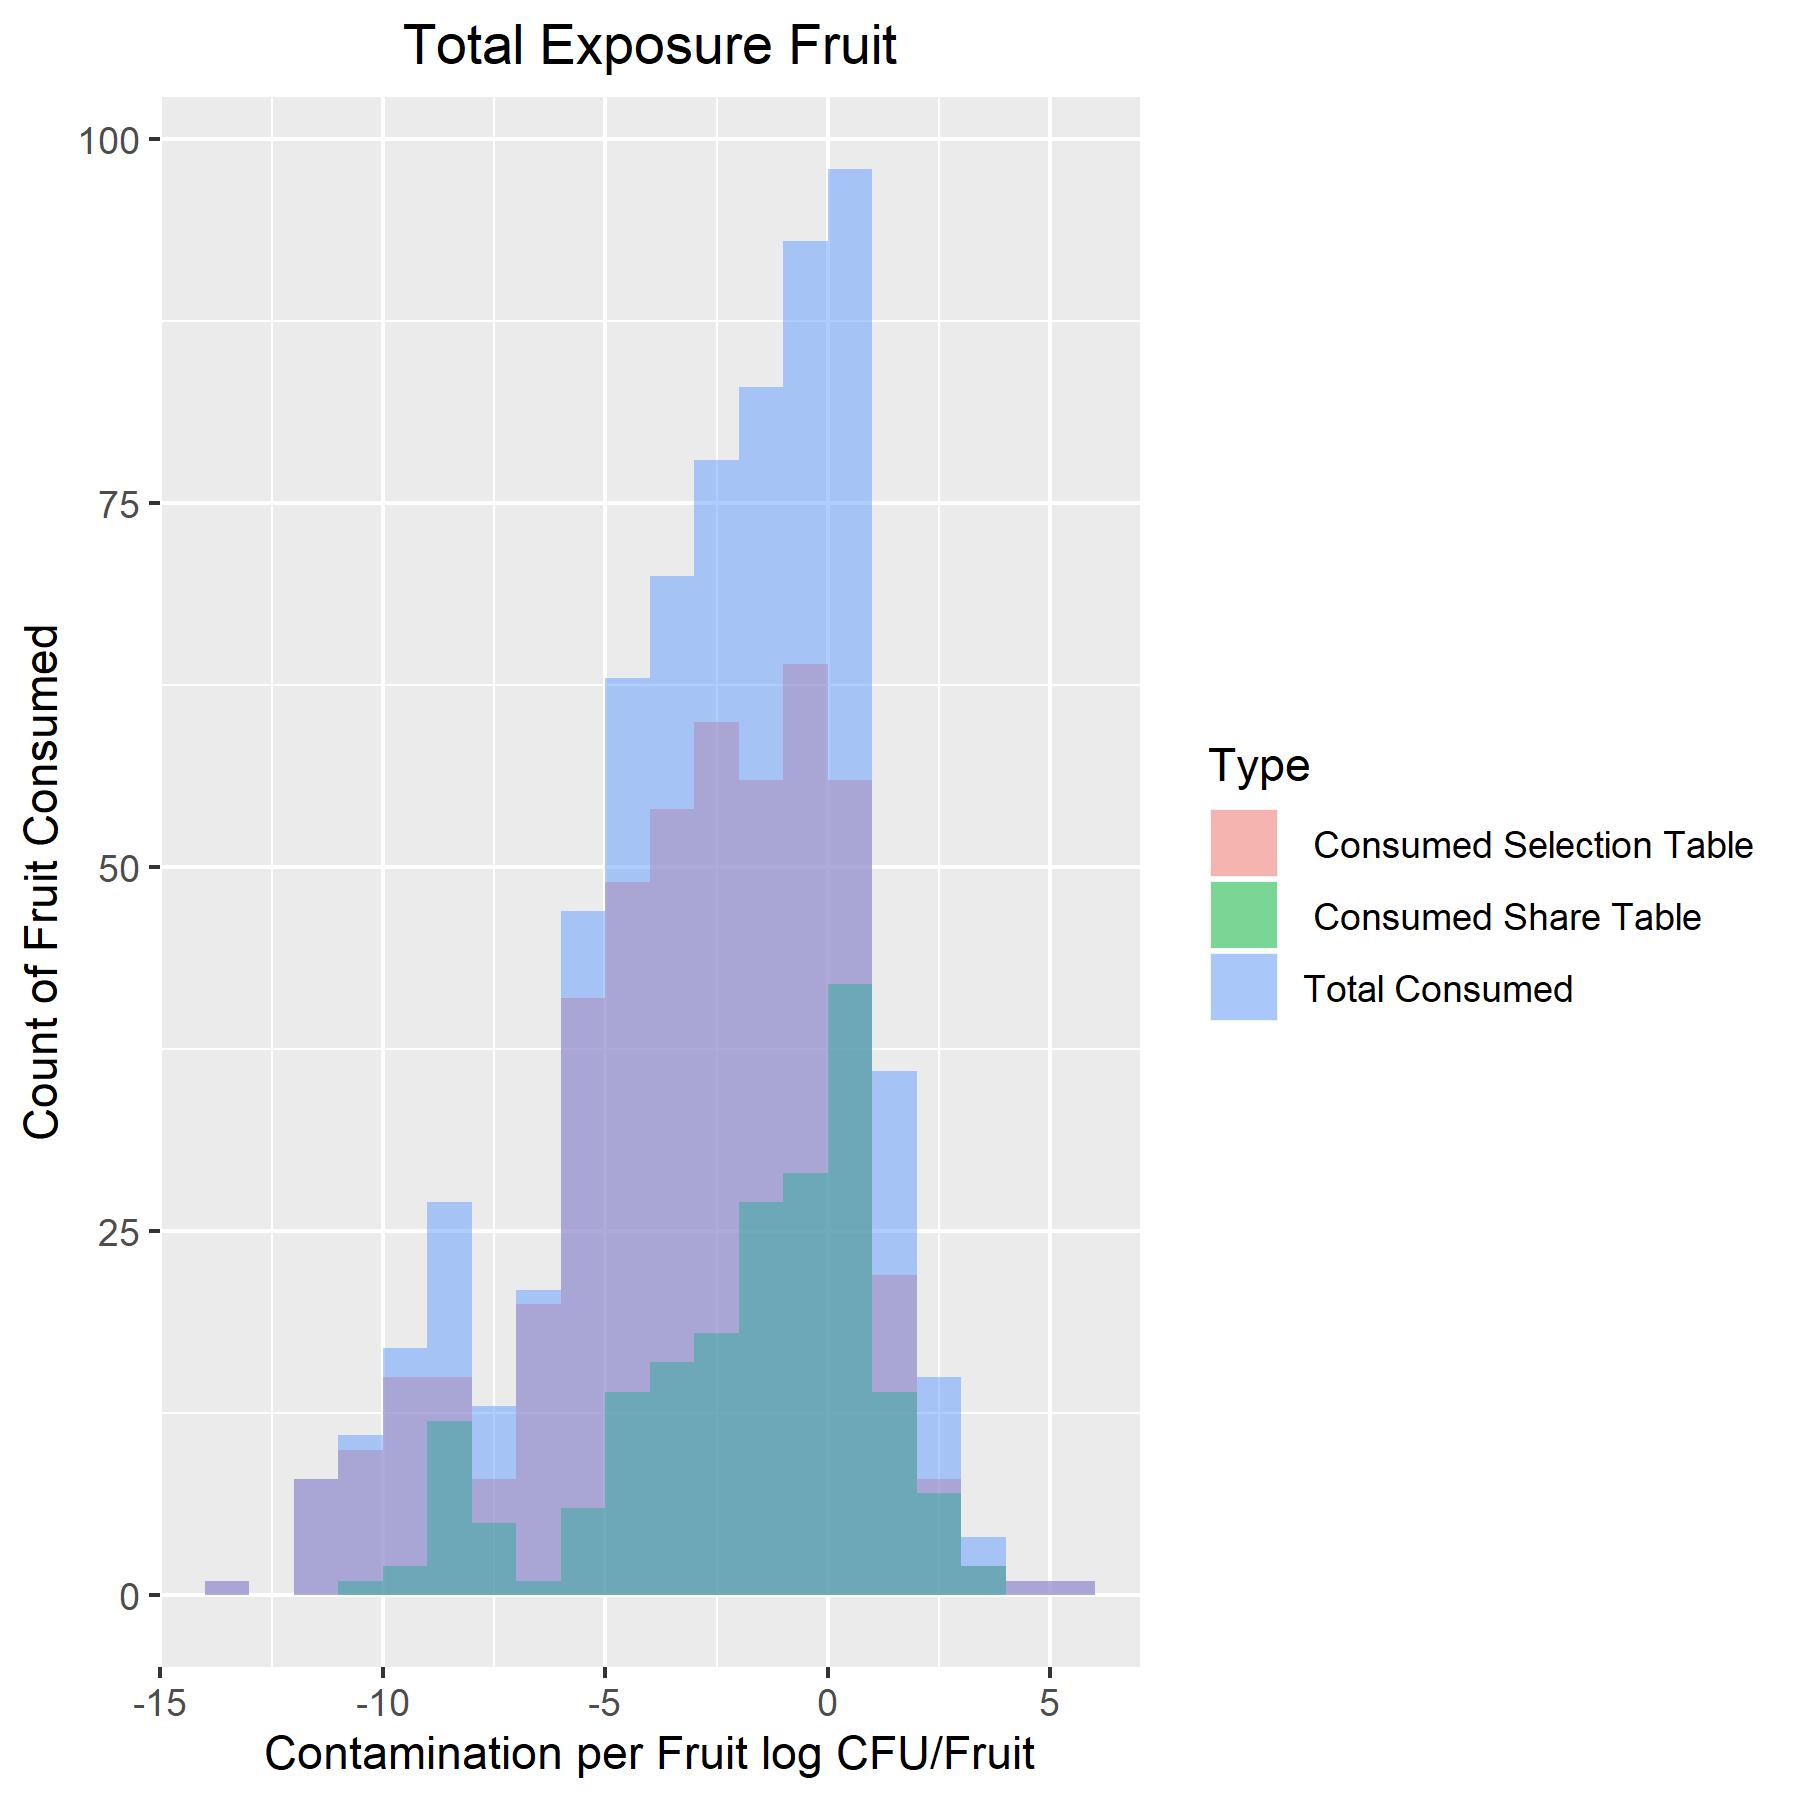 Total Exposure Fruit
100
75
50
25
0
Count of Fruit Consumed
-15 -10 -5 0 5
Contamination per Fruit log CFU/Fruit
Type
Consumed Selection Table
Consumed Share Table
Total Consumed